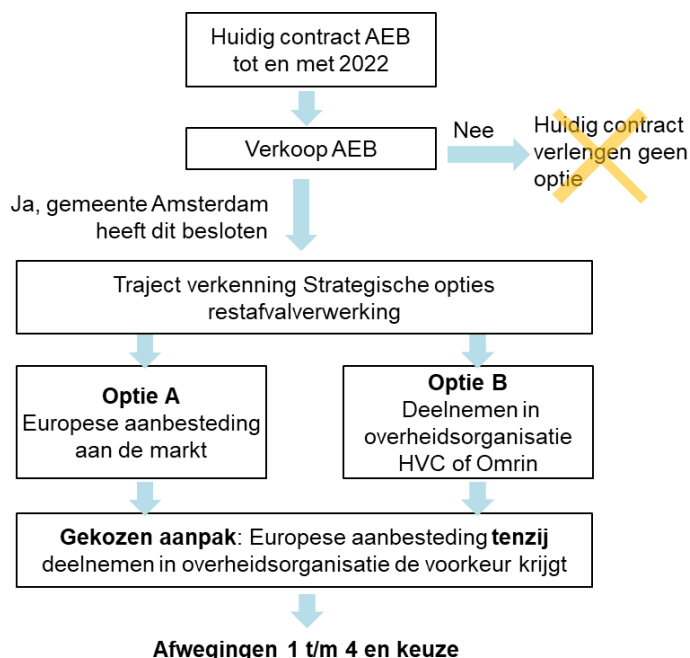 Huidig contract AEB
tot en met 2022
Verkoop AEB
Nee
Huidig contract
verlengen geen
optie
Ja, gemeente Amsterdam
heeft dit besloten
Traject verkenning Strategische opties
restafvalverwerking
Optie A
Europese aanbesteding
aan de markt
Optie B
Deelnemen in
overheidsorganisatie
HVC of Omrin
Gekozen aanpak: Europese aanbesteding tenzij
deelnemen in overheidsorganisatie de voorkeur krijgt
Afwegingen 1 t/m 4 en keuze